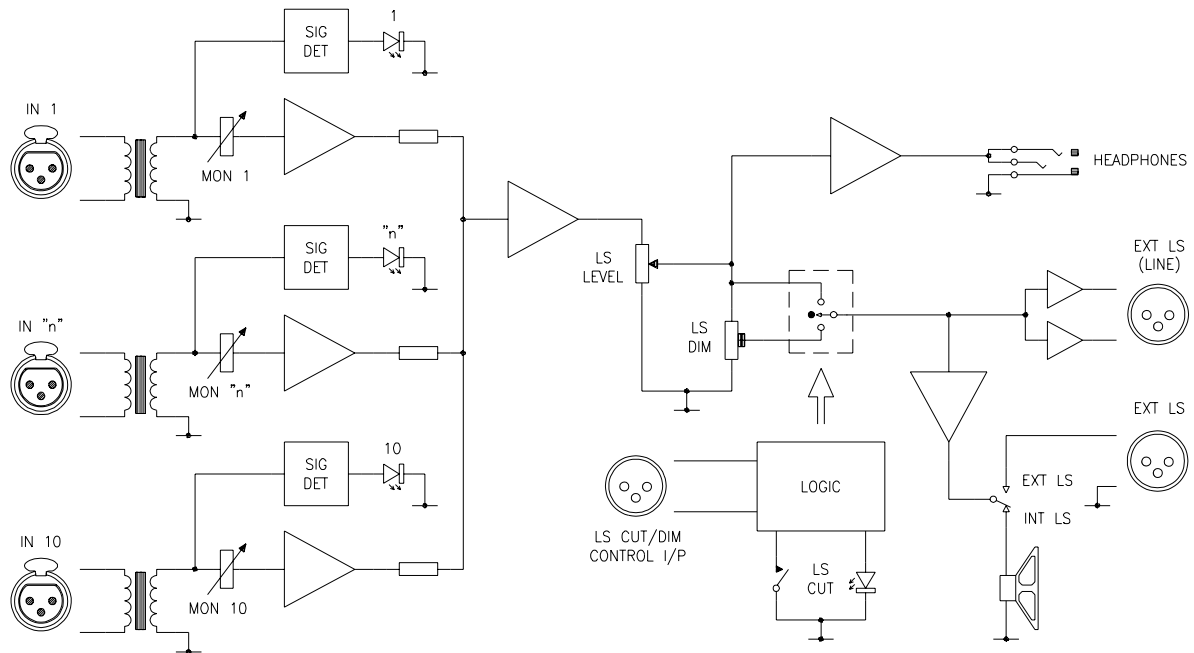 1
SIG
DET
IN 1
MON 1
HEADPHONES
"n"
SIG
DET
EXT LS
(LINE)
LS
LEVEL
IN "n"
LS
DIM
MON "n"
EXT LS
10
SIG
DET
LOGIC
EXT LS
INT LS
IN 10
LS CUT/DIM
CONTROL I/P
LS
CUT
MON 10